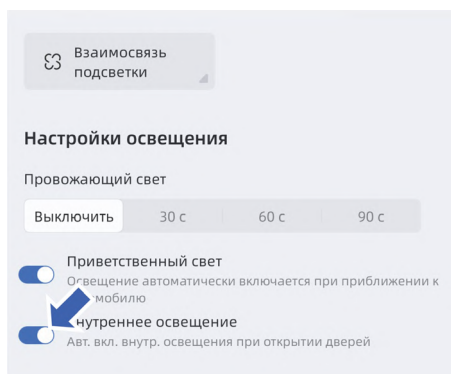 Взаимосвязь
подсветки
Настройки освещения
Провожающий свет
Выключить 30 с 60 с 90 с
Приветственный свет
Освещение автоматически включается при приближении к
мобилю
нутреннее освещение
Авт. вкл. внутр. освещения при открытии дверей